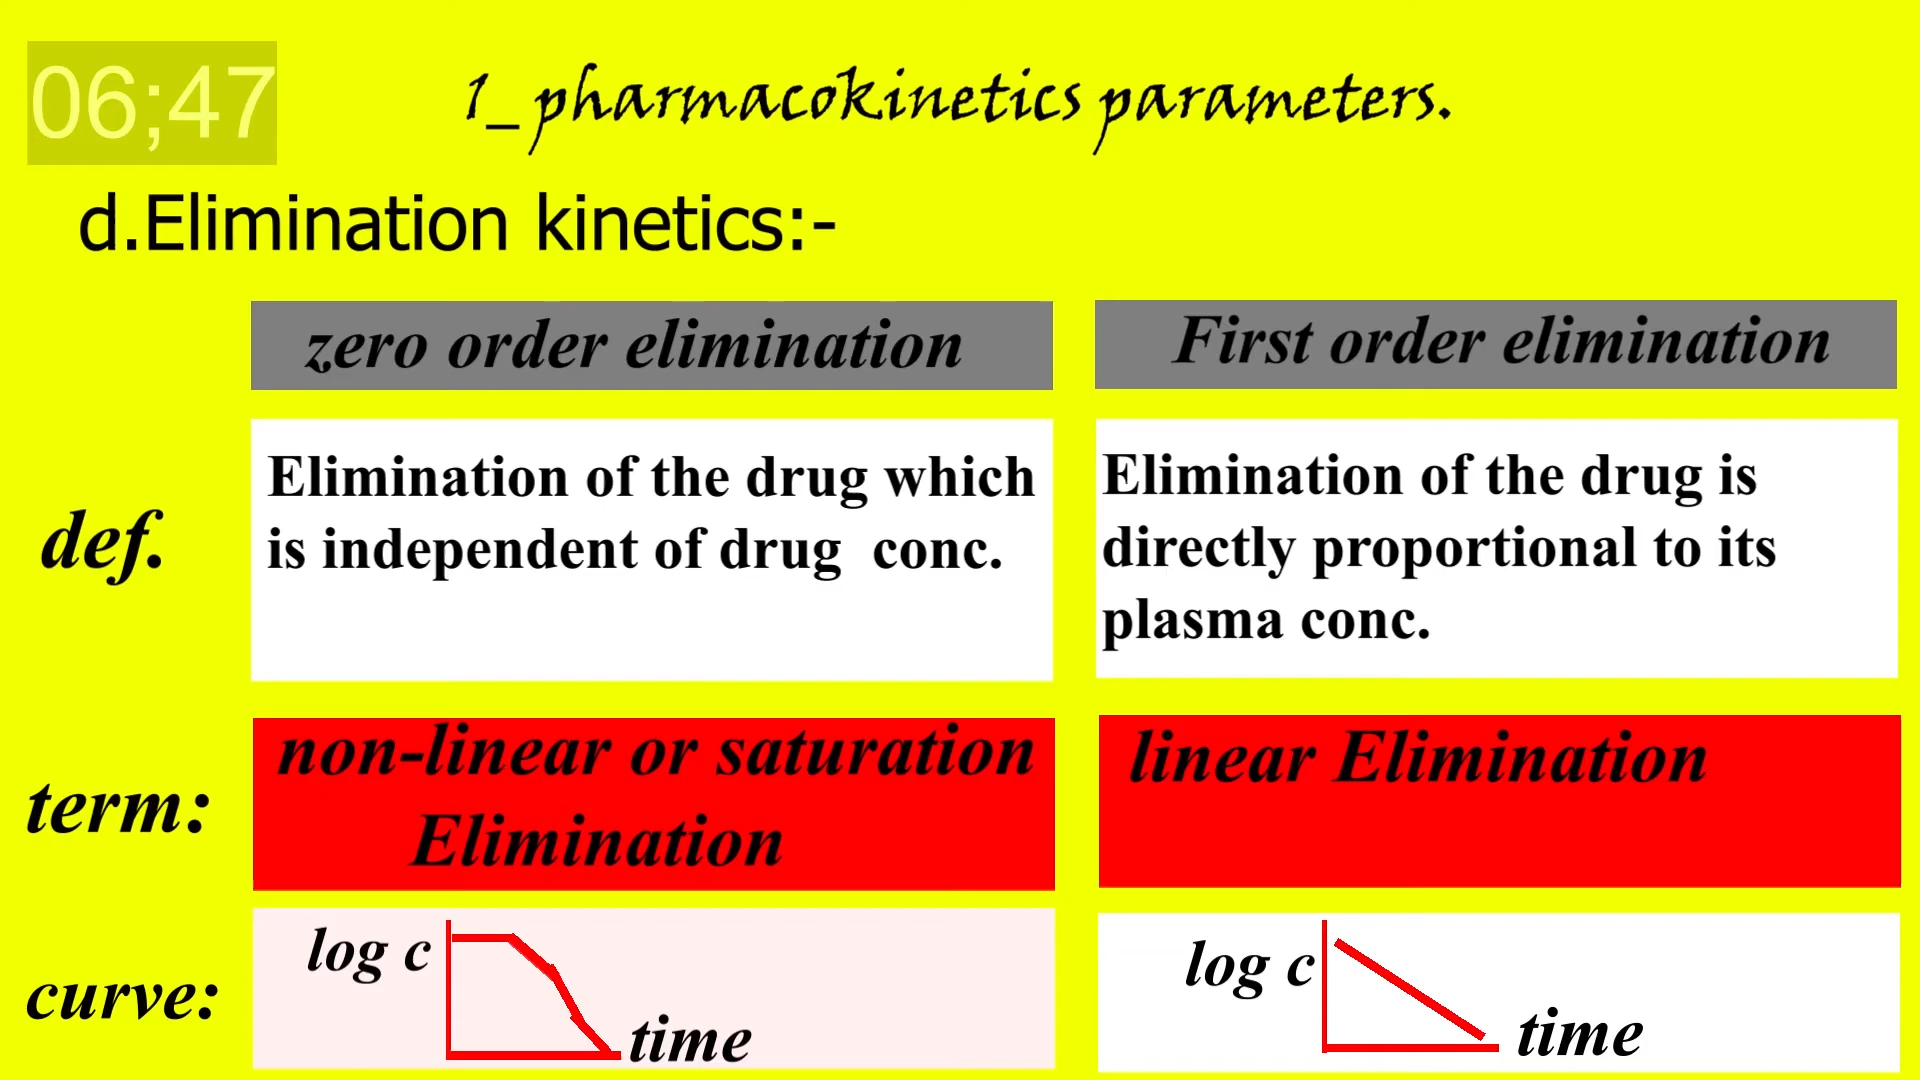 06;47
1_pharmacokinetics parameters.
d.Elimination kinetics:-
zero order elimination
First order elimination
def.
Elimination of the drug which
is independent of drug conc.
Elimination of the drug is
directly proportional to its
plasma conc.
term:
non-linear or saturation
Elimination
linear Elimination
curve:
log c
time
log c
time